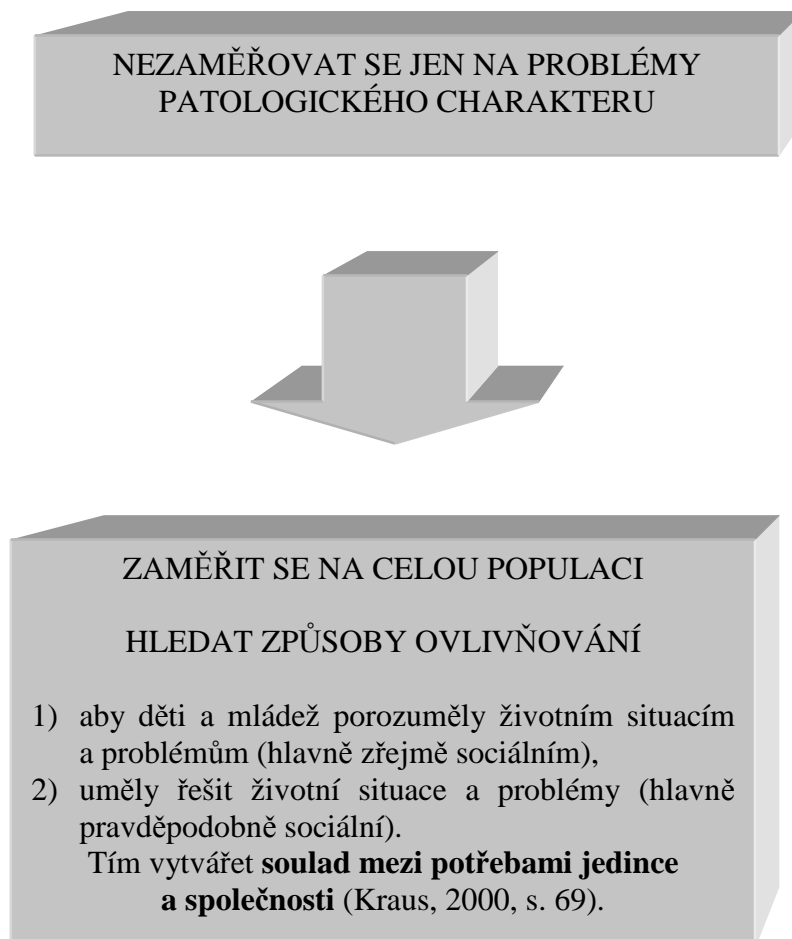 NEZAMĚŘOVAT SE JEN NA PROBLÉMY
PATOLOGICKÉHO CHARAKTERU
ZAMĚŘIT SE NA CELOU POPULACI
HLEDAT ZPŮSOBY OVLIVŇOVÁNÍ
1) aby děti a mládež porozuměly životním situacím
a problémům (hlavně zřejmě sociálním),
2) uměly řešit životní situace a problémy (hlavně
pravděpodobně sociální).
Tím vytvářet soulad mezi potřebami jedince
a společnosti (Kraus, 2000, s. 69).